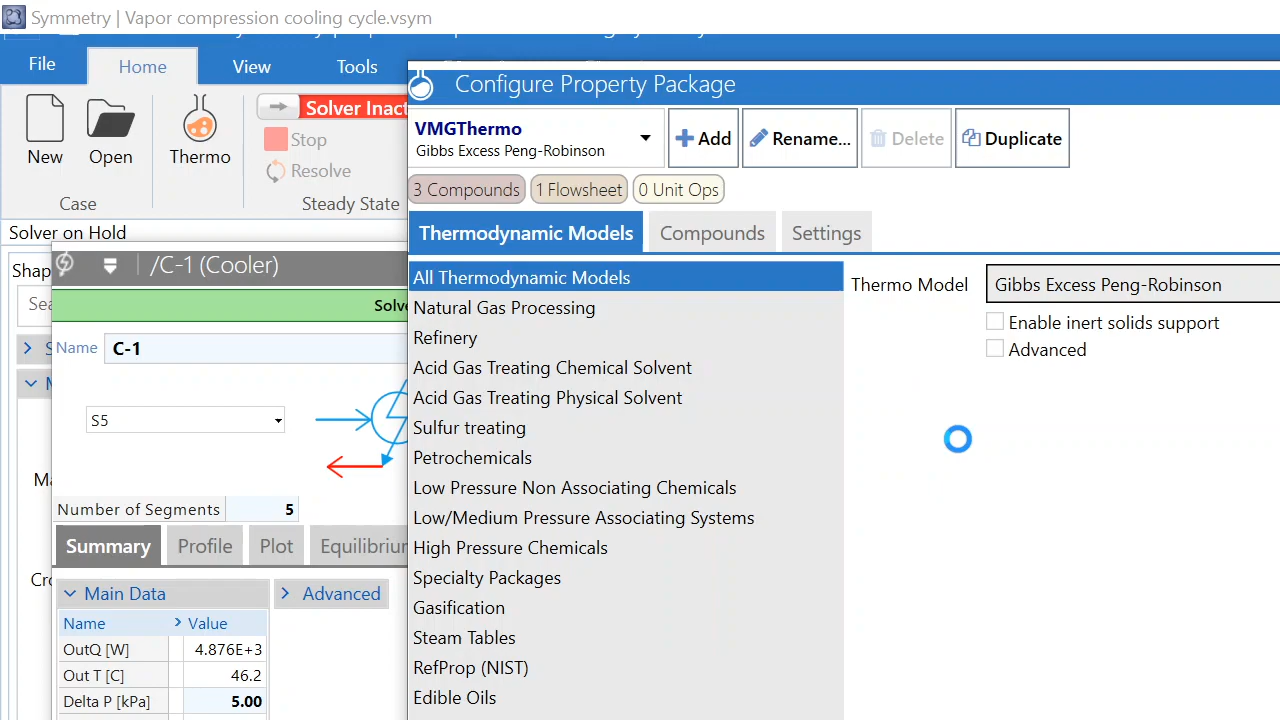 Symmetry | Vapor compression cooling cycle.vsym
File
Home
View
Tools
New
Open
Thermo
Solver Inact
Stop
Resolve
Case
Steady State
Solver on Hold
Shap
Sea
/C-1 (Cooler)
Solve
Name
C-1
S5
Number of Segments
5
Summary
Profile
Plot
Equilibriur
Main Data
Advanced
Name
Value
OutQ [W]
4.876E+3
Out T [C]
46.2
Delta P [kPa]
5.00
Configure Property Package
VMGThermo
Gibbs Excess Peng-Robinson
Add
Rename...
Delete
Duplicate
3 Compounds
1 Flowsheet
0 Unit Ops
Thermodynamic Models
Compounds
Settings
All Thermodynamic Models
Natural Gas Processing
Refinery
Acid Gas Treating Chemical Solvent
Acid Gas Treating Physical Solvent
Sulfur treating
Petrochemicals
Low Pressure Non Associating Chemicals
Low/Medium Pressure Associating Systems
High Pressure Chemicals
Specialty Packages
Gasification
Steam Tables
RefProp (NIST)
Edible Oils
Thermo Model
Gibbs Excess Peng-Robinson
Enable inert solids support
Advanced